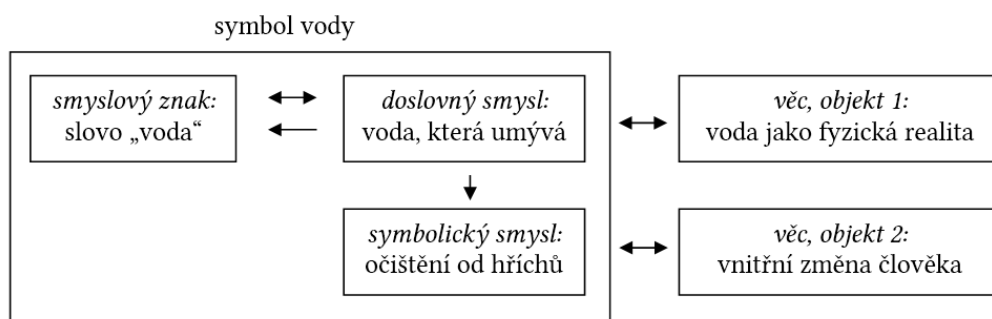 symbol vody
smyslový znak:
slovo „voda“
doslovný smysl:
voda, která umývá
věc, objekt 1:
voda jako fyzická realita
symbolický smysl:
očištění od hříchů
věc, objekt 2:
vnitřní změna člověka